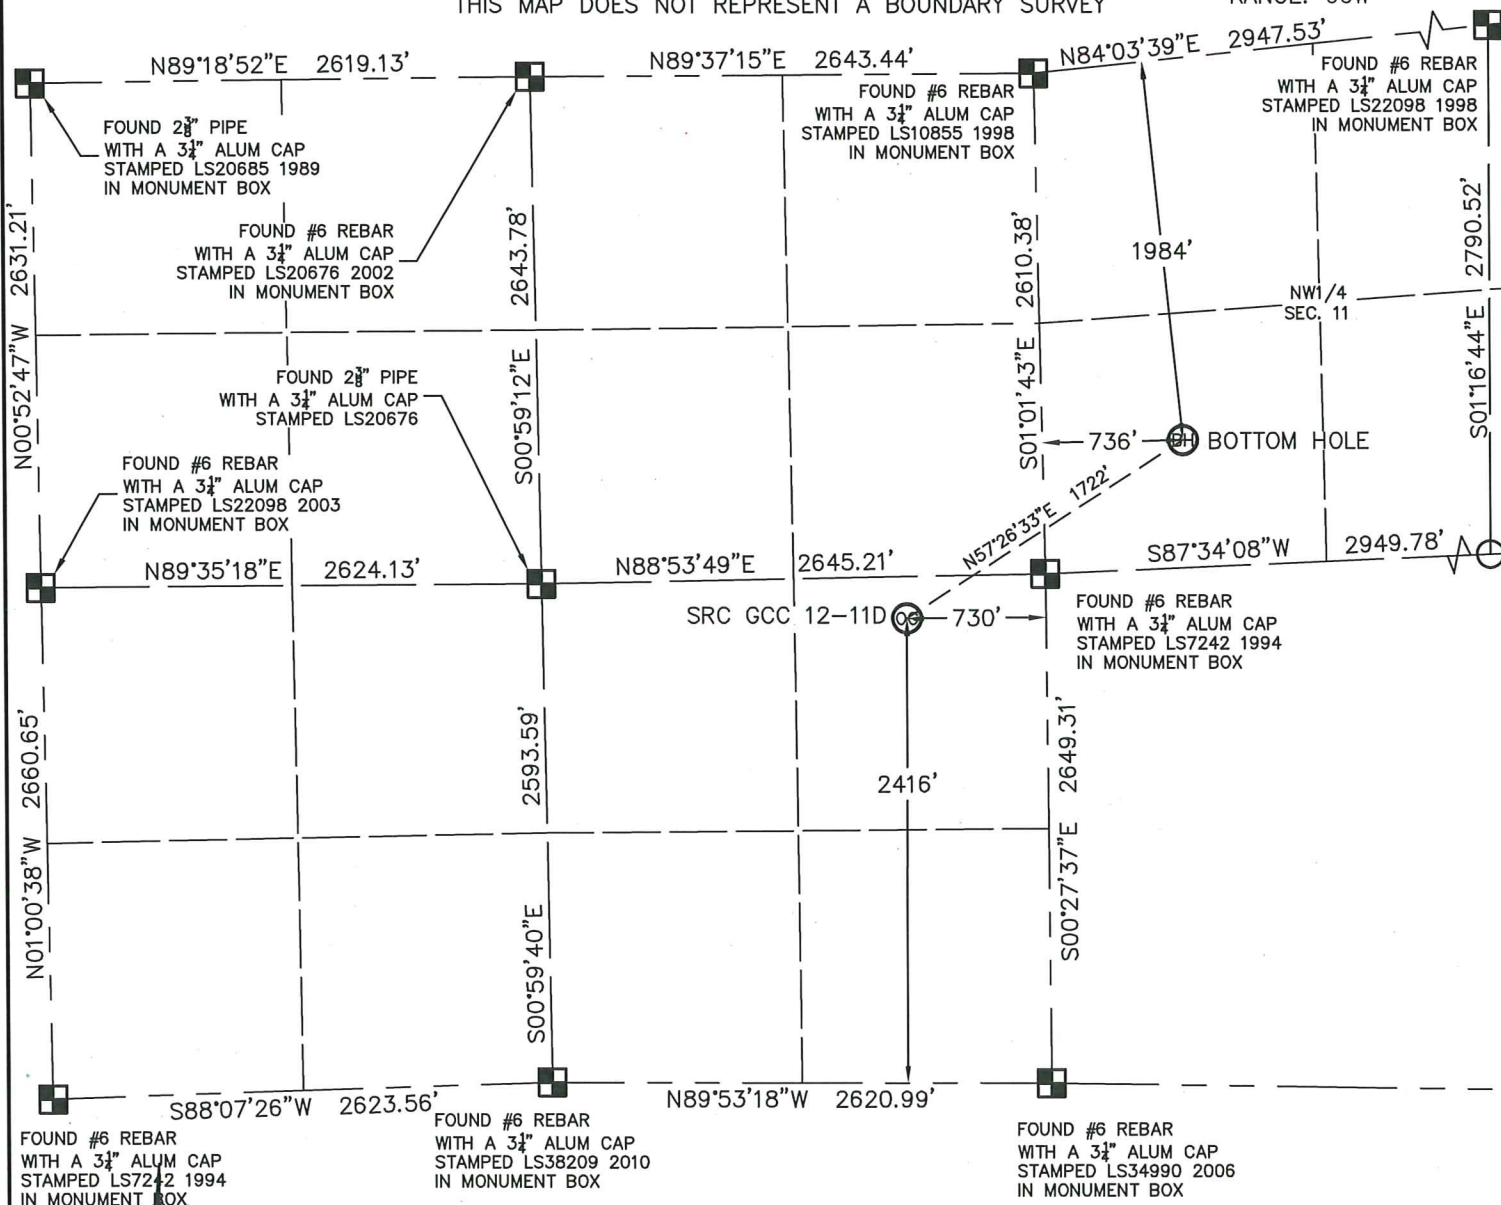 THIS MAP DOES NOT REPRESENT A BOUNDARY SURVEY
N89°18'52"E 2619.13'
N89°37'15"E 2643.44'
N84°03'39"E 2947.53'
FOUND 2⅜" PIPE
WITH A 3¼" ALUM CAP
STAMPED LS20685 1989
IN MONUMENT BOX
FOUND #6 REBAR
WITH A 3¼" ALUM CAP
STAMPED LS10855 1998
IN MONUMENT BOX
FOUND #6 REBAR
WITH A 3¼" ALUM CAP
STAMPED LS22098 1998
IN MONUMENT BOX
FOUND #6 REBAR
WITH A 3¼" ALUM CAP
STAMPED LS20676 2002
IN MONUMENT BOX
N00°52'47"W 2631.21'
S00°59'12"E 2643.78'
S01°01'43"E 2610.38'
1984'
S01°16'44"E 2790.52'
NW1/4
SEC. 11
FOUND 2⅜" PIPE
WITH A 3¼" ALUM CAP
STAMPED LS20676
736'
BH BOTTOM HOLE
FOUND #6 REBAR
WITH A 3¼" ALUM CAP
STAMPED LS22098 2003
IN MONUMENT BOX
N57°26'33"E 1722'
N89°35'18"E 2624.13'
N88°53'49"E 2645.21'
S87°34'08"W 2949.78'
SRC GCC 12-11D OG 730'
FOUND #6 REBAR
WITH A 3¼" ALUM CAP
STAMPED LS7242 1994
IN MONUMENT BOX
N01°00'38"W 2660.65'
S00°59'40"E 2593.59'
2416'
S00°27'37"E 2649.31'
S88°07'26"W 2623.56'
N89°53'18"W 2620.99'
FOUND #6 REBAR
WITH A 3¼" ALUM CAP
STAMPED LS7242 1994
IN MONUMENT BOX
FOUND #6 REBAR
WITH A 3¼" ALUM CAP
STAMPED LS38209 2010
IN MONUMENT BOX
FOUND #6 REBAR
WITH A 3¼" ALUM CAP
STAMPED LS34990 2006
IN MONUMENT BOX